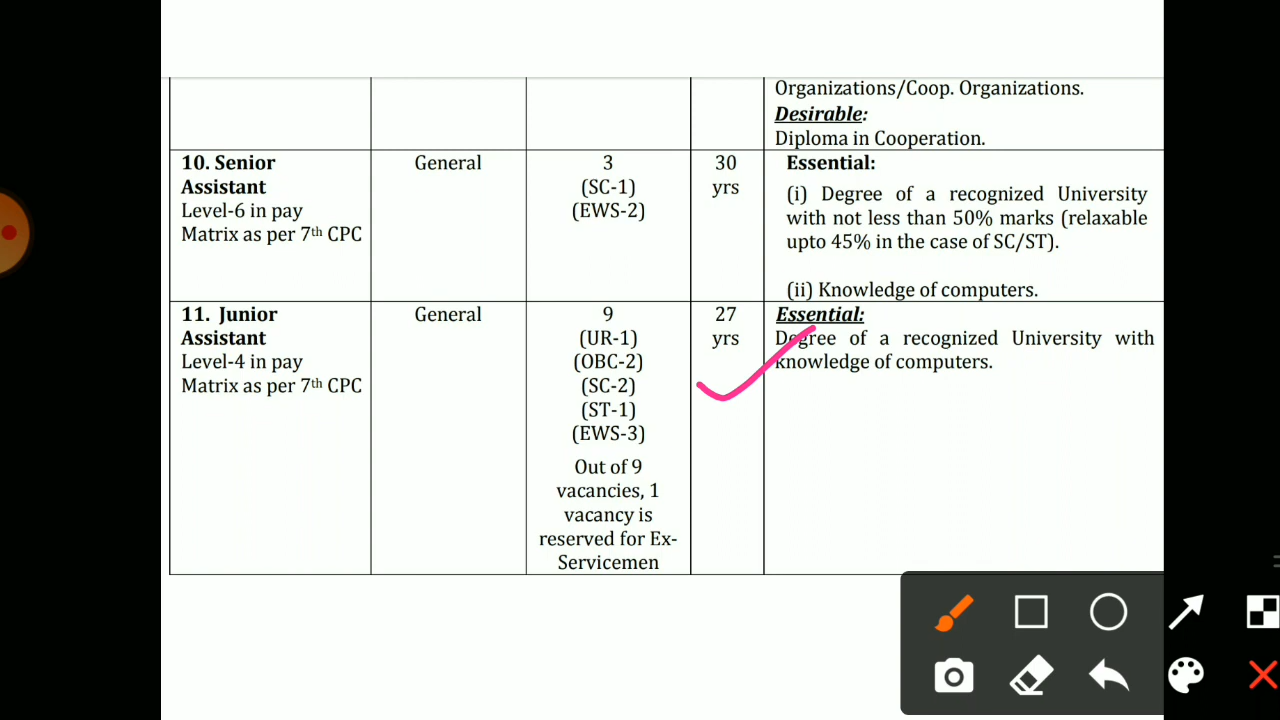 Organizations/Coop. Organizations.
Desirable:
Diploma in Cooperation.
10. Senior
Assistant
Level-6 in pay
Matrix as per 7th CPC
General
3
(SC-1)
(EWS-2)
30
yrs
Essential:
(i) Degree of a recognized University
with not less than 50% marks (relaxable
upto 45% in the case of SC/ST).
(ii) Knowledge of computers.
11. Junior
Assistant
Level-4 in pay
Matrix as per 7th CPC
General
9
(UR-1)
(OBC-2)
(SC-2)
(ST-1)
(EWS-3)
Out of 9
vacancies, 1
vacancy is
reserved for Ex-
Servicemen
27
yrs
Essential:
Degree of a recognized University with
knowledge of computers.